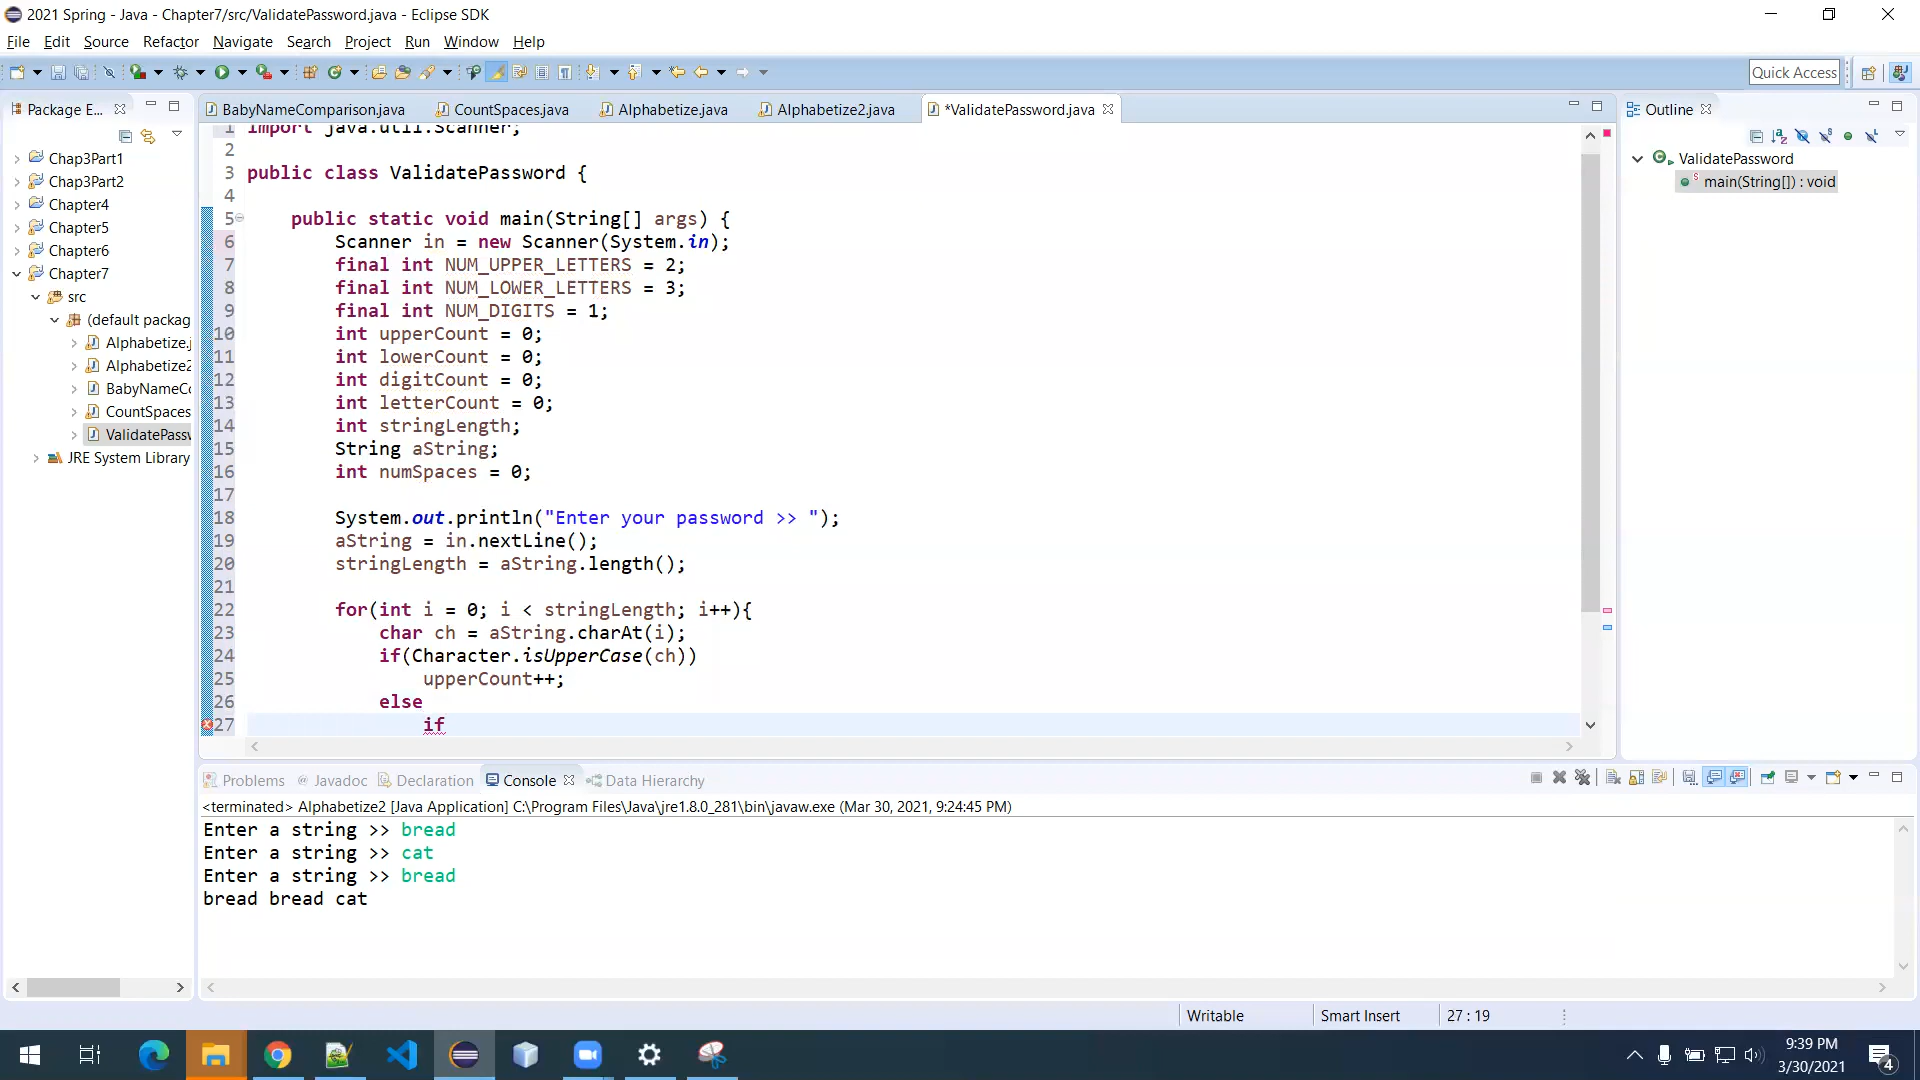 2021 Spring - Java - Chapter7/src/ValidatePassword.java - Eclipse SDK
File Edit Source Refactor Navigate Search Project Run Window Help
Quick Access
Package E...
Chap3Part1
Chap3Part2
Chapter4
Chapter5
Chapter6
Chapter7
src
(default packag
Alphabetize.j
Alphabetize2
BabyNameCo
CountSpaces
ValidatePassw
JRE System Library
BabyNameComparison.java CountSpaces.java Alphabetize.java Alphabetize2.java *ValidatePassword.java
1 import java.util.Scanner;
2
3 public class ValidatePassword {
4
5 public static void main(String[] args) {
6 Scanner in = new Scanner(System.in);
7 final int NUM_UPPER_LETTERS = 2;
8 final int NUM_LOWER_LETTERS = 3;
9 final int NUM_DIGITS = 1;
10 int upperCount = 0;
11 int lowerCount = 0;
12 int digitCount = 0;
13 int letterCount = 0;
14 int stringLength;
15 String aString;
16 int numSpaces = 0;
17
18 System.out.println("Enter your password >> ");
19 aString = in.nextLine();
20 stringLength = aString.length();
21
22 for(int i = 0; i < stringLength; i++){
23 char ch = aString.charAt(i);
24 if(Character.isUpperCase(ch))
25 upperCount++;
26 else
27 if
Outline
ValidatePassword
main(String[]) : void
Problems @ Javadoc Declaration Console Data Hierarchy
<terminated> Alphabetize2 [Java Application] C:\Program Files\Java\jre1.8.0_281\bin\javaw.exe (Mar 30, 2021, 9:24:45 PM)
Enter a string >> bread
Enter a string >> cat
Enter a string >> bread
bread bread cat
Writable Smart Insert 27 : 19
9:39 PM
3/30/2021
4